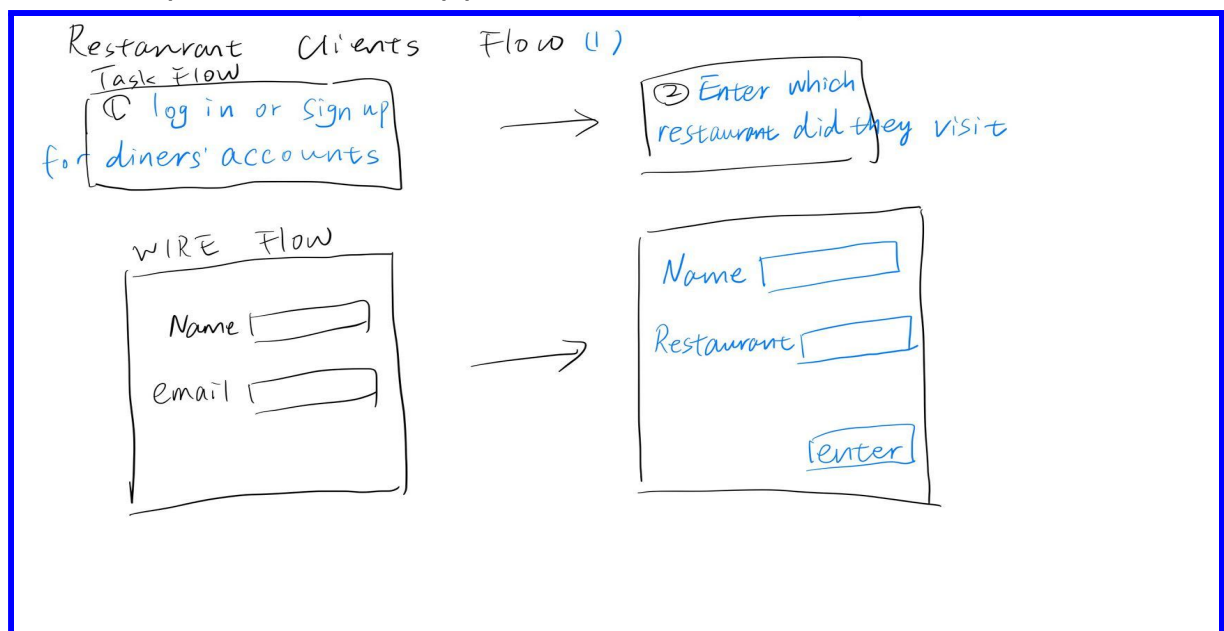 Restaurant Clients Flow (1)
Task Flow
① log in or Sign up
for diners' accounts
② Enter which
restaurant did they visit
WIRE Flow
Name
email
Name
Restaurant
enter